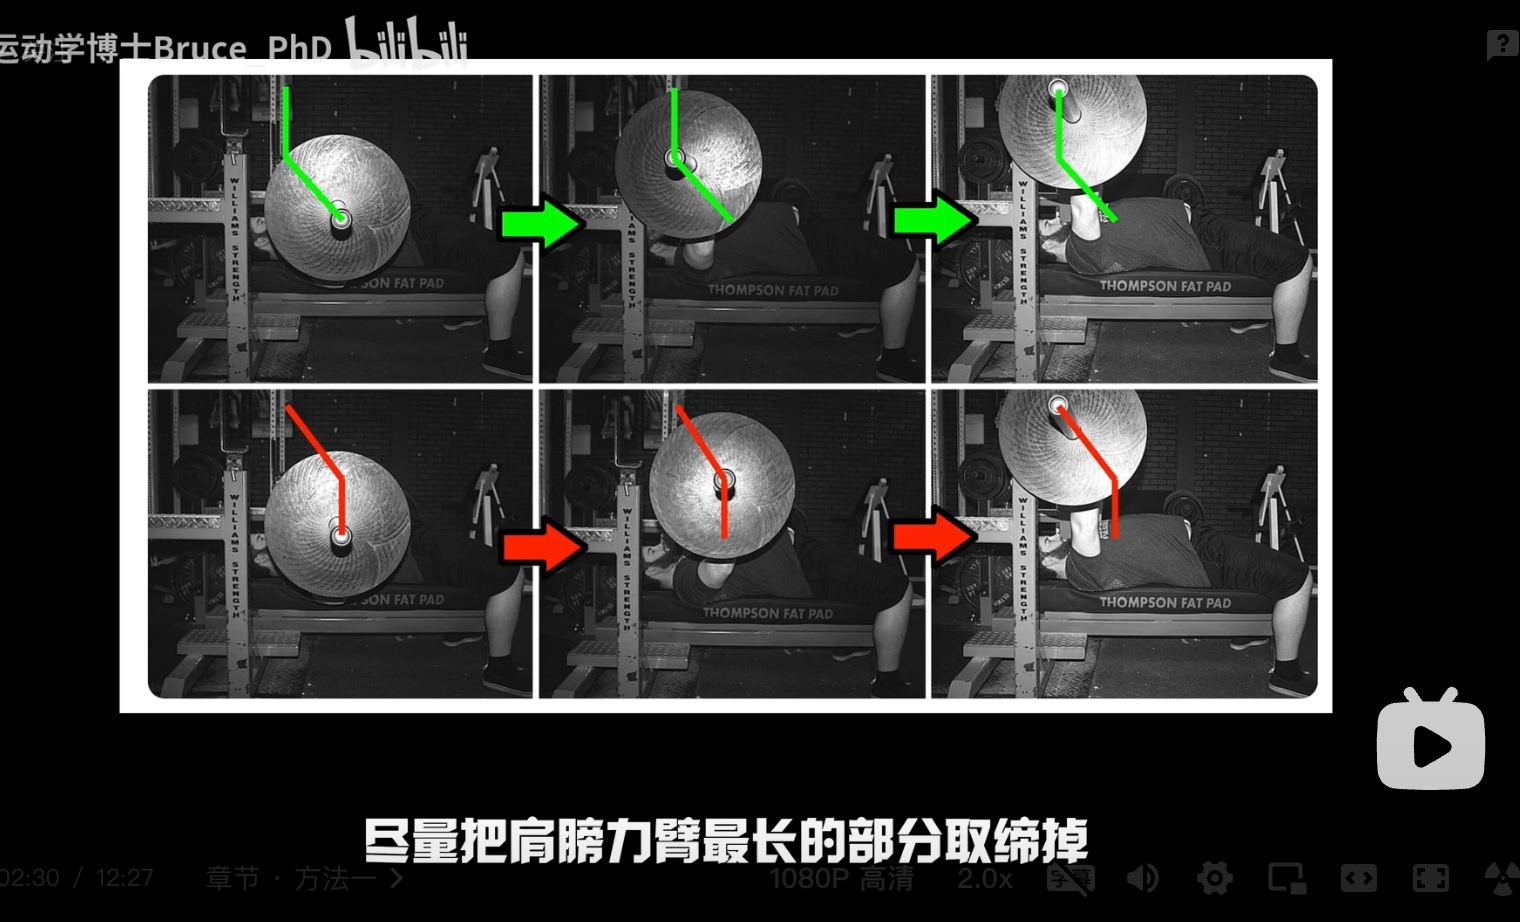 运动学博士Bruce_PhD bilibili
WILLIAMS STRENGTH
SON FAT PAD
IAMS STRENGTH
THOMPSON FAT PAD
WILLIAMS STRENGTH
THOMPSON FAT PAD
WILLIAMS STRENGTH
SON FAT PAD
WILLIAMS STRENGTH
THOMPSON FAT PAD
WILLIAMS STRENGTH
THOMPSON FAT PAD
尽量把肩膀力臂最长的部分取缔掉
02:30 / 12:27 章节 · 方法一 1080P 高清 2.0x 字幕